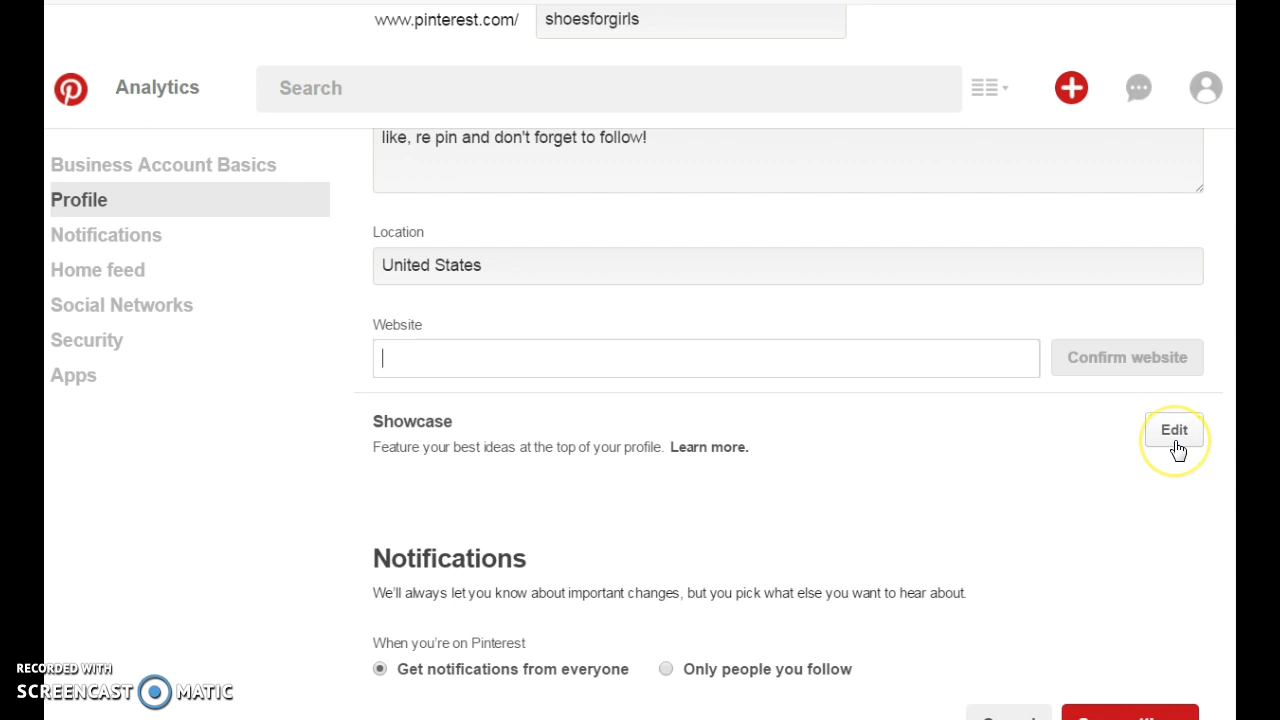 www.pinterest.com/ shoesforgirls
Analytics Search
like, re pin and don't forget to follow!
Business Account Basics
Profile
Notifications
Home feed
Social Networks
Security
Apps
Location
United States
Website
Confirm website
Showcase
Edit
Feature your best ideas at the top of your profile. Learn more.
Notifications
We'll always let you know about important changes, but you pick what else you want to hear about.
When you're on Pinterest
Get notifications from everyone Only people you follow
RECORDED WITH
SCREENCAST MATIC